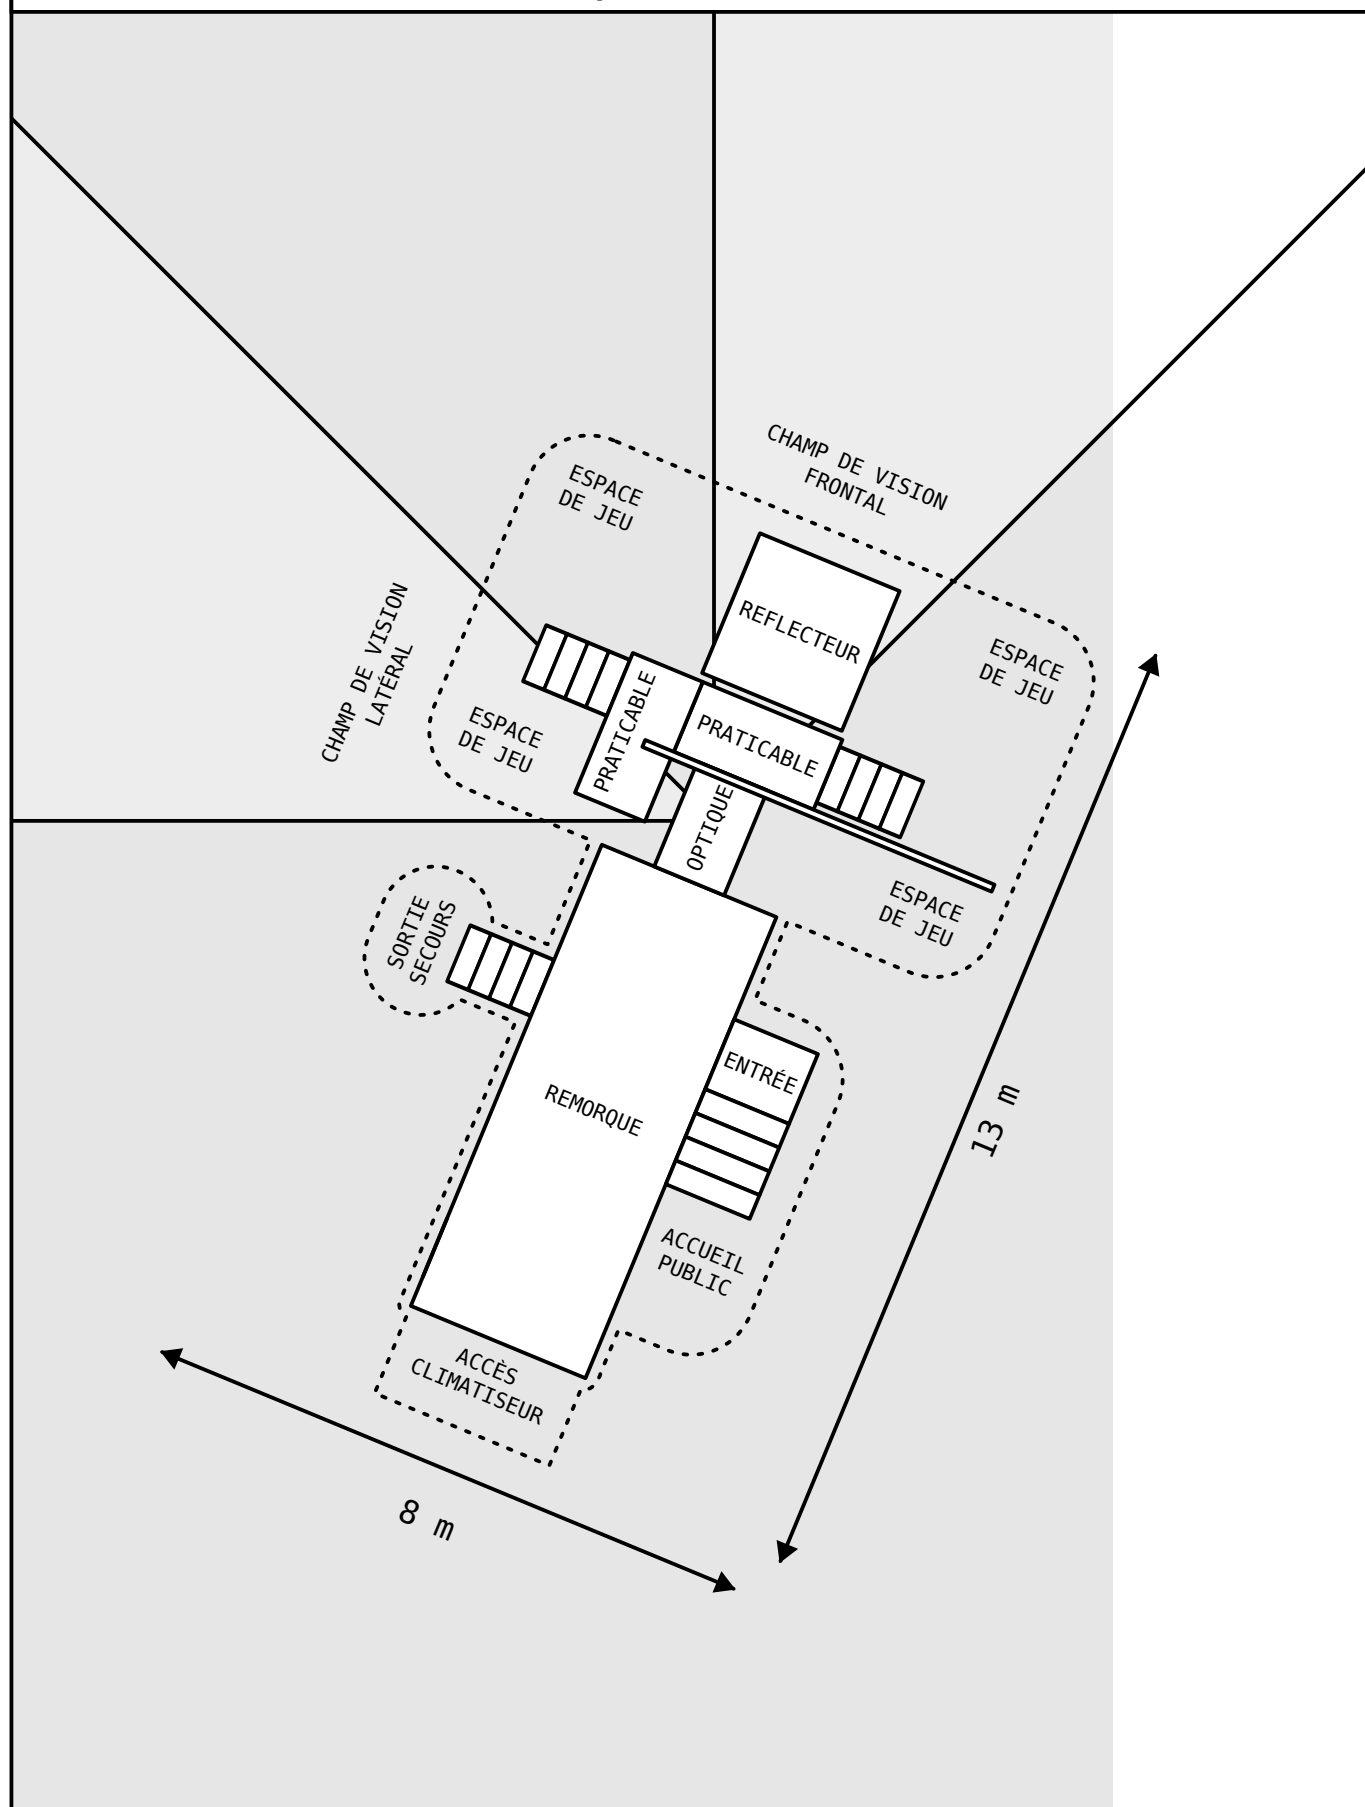 CHAMP DE VISION
FRONTAL
ESPACE
DE JEU
CHAMP DE VISION
LATÉRAL
REFLECTEUR
ESPACE
DE JEU
PRATICABLE
PRATICABLE
ESPACE
DE JEU
OPTIQUE
ESPACE
DE JEU
SORTIE
SECOURS
ENTRÉE
REMORQUE
13 m
ACCUEIL
PUBLIC
ACCÈS
CLIMATISEUR
8 m